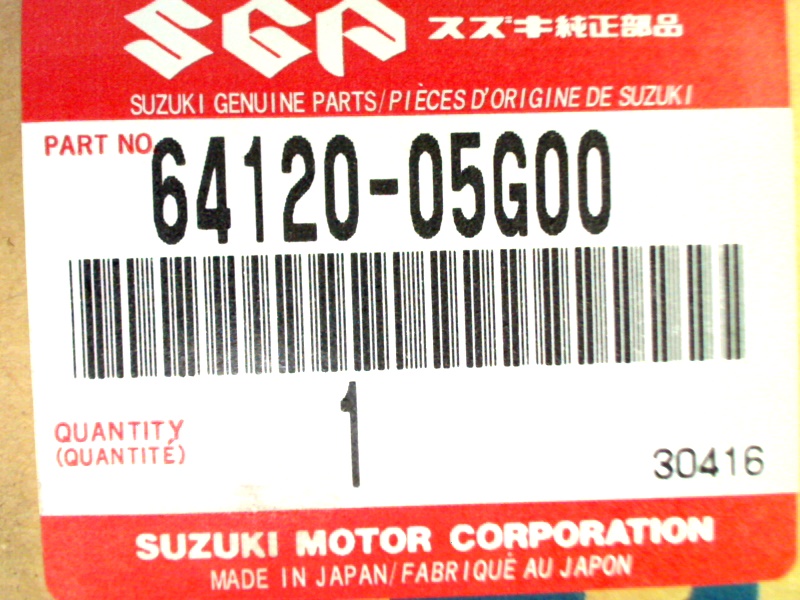 SGP スズキ純正部品
SUZUKI GENUINE PARTS/PIÈCES D'ORIGINE DE SUZUKI
PART NO. 64120-05G00
QUANTITY 1
(QUANTITÉ) 30416
SUZUKI MOTOR CORPORATION
MADE IN JAPAN/FABRIQUÈ AU JAPON